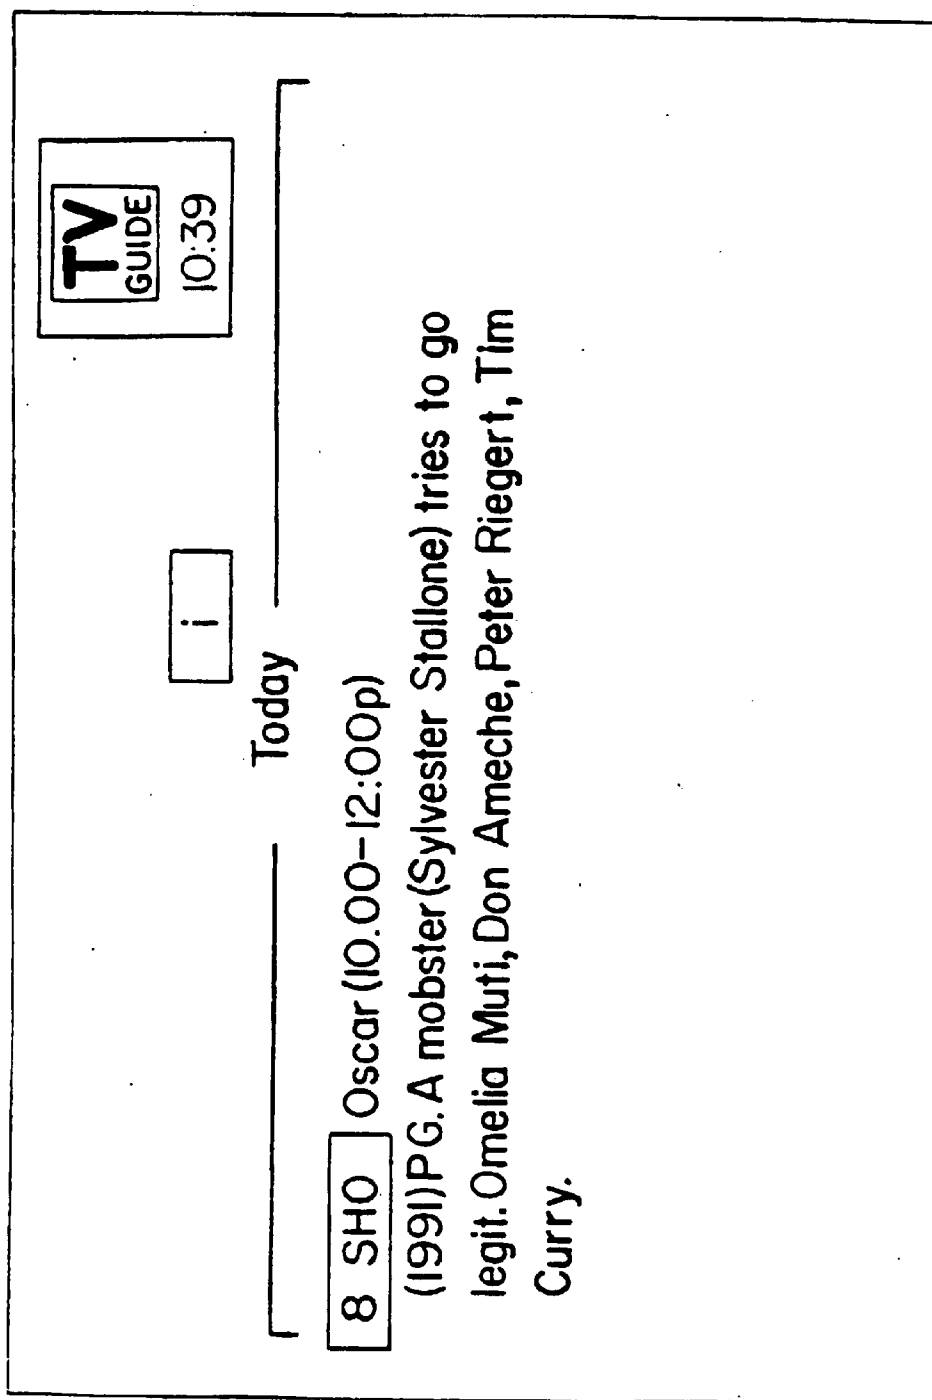 TV
GUIDE
10:39
i
Today
8 SHO Oscar (10.00-12:00p)
(1991) PG. A mobster (Sylvester Stallone) tries to go
legit. Omelia Muti, Don Ameche, Peter Riegert, Tim
Curry.